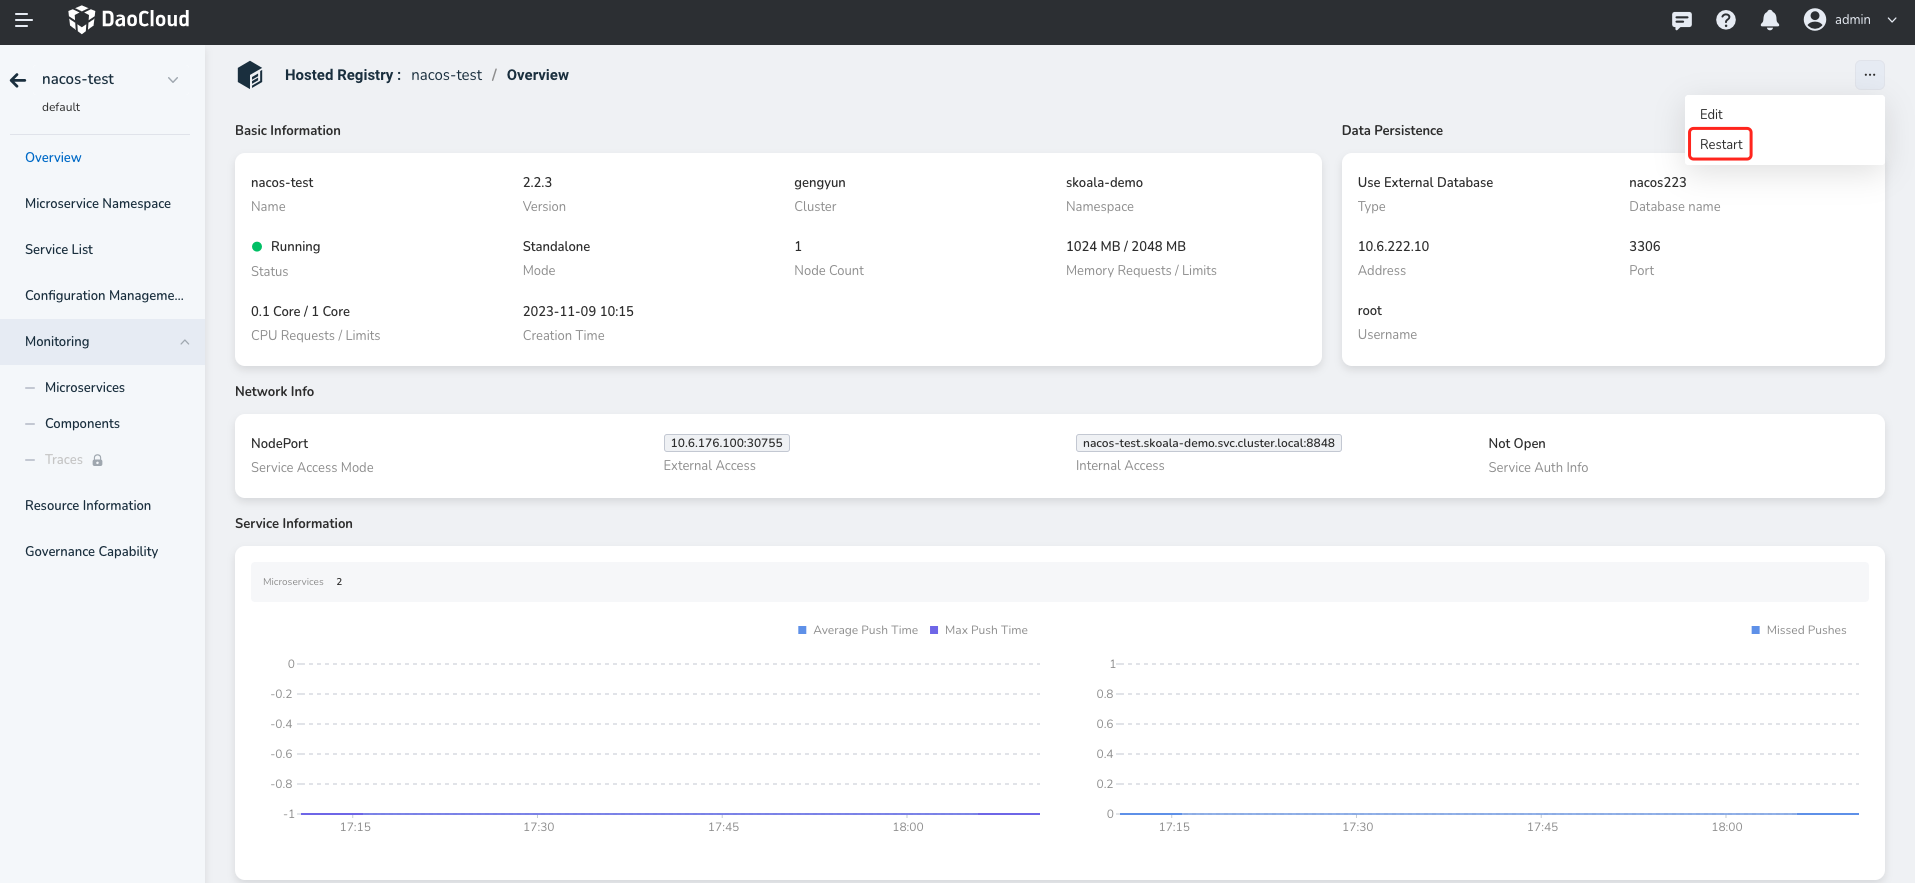 DaoCloud
admin
nacos-test
default
Overview
Microservice Namespace
Service List
Configuration Manageme...
Monitoring
Microservices
Components
Traces
Resource Information
Governance Capability
Hosted Registry : nacos-test / Overview
...
Edit
Restart
Basic Information
nacos-test
Name
2.2.3
Version
gengyun
Cluster
skoala-demo
Namespace
Running
Status
Standalone
Mode
1
Node Count
1024 MB / 2048 MB
Memory Requests / Limits
0.1 Core / 1 Core
CPU Requests / Limits
2023-11-09 10:15
Creation Time
Data Persistence
Use External Database
Type
nacos223
Database name
10.6.222.10
Address
3306
Port
root
Username
Network Info
NodePort
Service Access Mode
10.6.176.100:30755
External Access
nacos-test.skoala-demo.svc.cluster.local:8848
Internal Access
Not Open
Service Auth Info
Service Information
Microservices 2
Average Push Time Max Push Time
0
-0.2
-0.4
-0.6
-0.8
-1
17:15 17:30 17:45 18:00
Missed Pushes
1
0.8
0.6
0.4
0.2
0
17:15 17:30 17:45 18:00